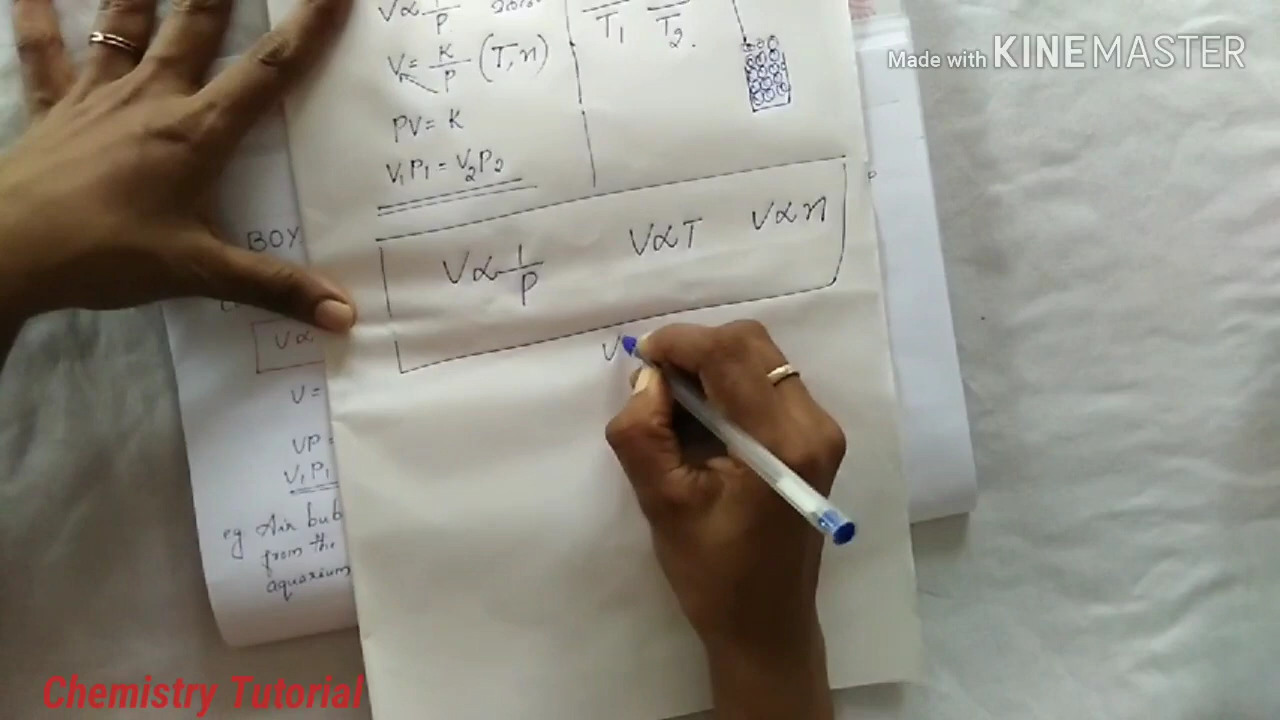 V∝1/P
T₁ T₂.
V=K/P (T,n)
PV= K
V₁P₁ = V₂P₂
V∝1/P V∝T V∝n
V
BOY
V∝
V =
VP =
V₁P₁
eg Air bub
from the
aquarium
Made with KINEMASTER
Chemistry Tutorial